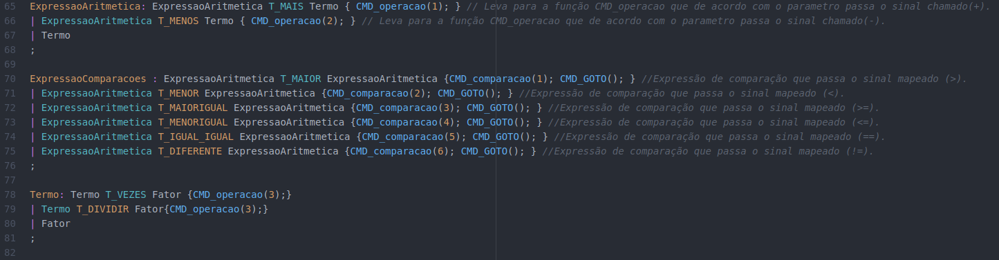 65 ExpressaoAritmetica: ExpressaoAritmetica T_MAIS Termo { CMD_operacao(1); } // Leva para a função CMD_operacao que de acordo com o parametro passa o sinal chamado(+).
66 | ExpressaoAritmetica T_MENOS Termo { CMD_operacao(2); } // Leva para a função CMD_operacao que de acordo com o parametro passa o sinal chamado(-).
67 | Termo
68 ;
69
70 ExpressaoComparacoes : ExpressaoAritmetica T_MAIOR ExpressaoAritmetica {CMD_comparacao(1); CMD_GOTO(); } //Expressão de comparação que passa o sinal mapeado (>).
71 | ExpressaoAritmetica T_MENOR ExpressaoAritmetica {CMD_comparacao(2); CMD_GOTO(); } //Expressão de comparação que passa o sinal mapeado (<).
72 | ExpressaoAritmetica T_MAIORIGUAL ExpressaoAritmetica {CMD_comparacao(3); CMD_GOTO(); } //Expressão de comparação que passa o sinal mapeado (>=).
73 | ExpressaoAritmetica T_MENORIGUAL ExpressaoAritmetica {CMD_comparacao(4); CMD_GOTO(); } //Expressão de comparação que passa o sinal mapeado (<=).
74 | ExpressaoAritmetica T_IGUAL_IGUAL ExpressaoAritmetica {CMD_comparacao(5); CMD_GOTO(); } //Expressão de comparação que passa o sinal mapeado (==).
75 | ExpressaoAritmetica T_DIFERENTE ExpressaoAritmetica {CMD_comparacao(6); CMD_GOTO(); } //Expressão de comparação que passa o sinal mapeado (!=).
76 ;
77
78 Termo: Termo T_VEZES Fator {CMD_operacao(3);}
79 | Termo T_DIVIDIR Fator{CMD_operacao(3);}
80 | Fator
81 ;
82